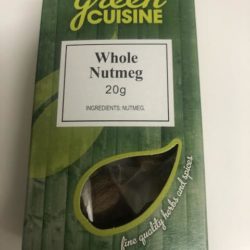 green
CUISINE
Whole
Nutmeg
20g
INGREDIENTS: NUTMEG.
fine quality herbs and spices